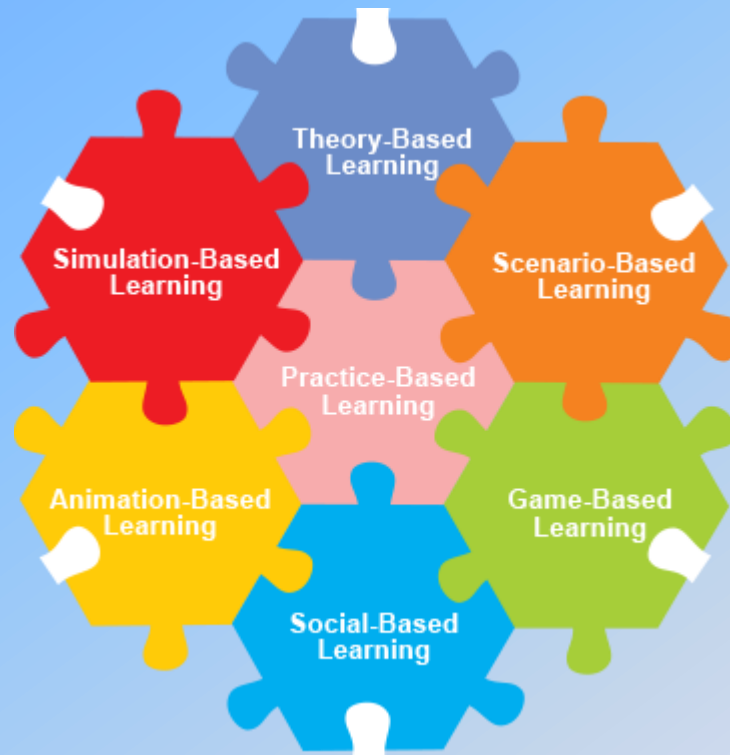 Theory-Based
Learning
Simulation-Based
Learning
Scenario-Based
Learning
Practice-Based
Learning
Animation-Based
Learning
Game-Based
Learning
Social-Based
Learning